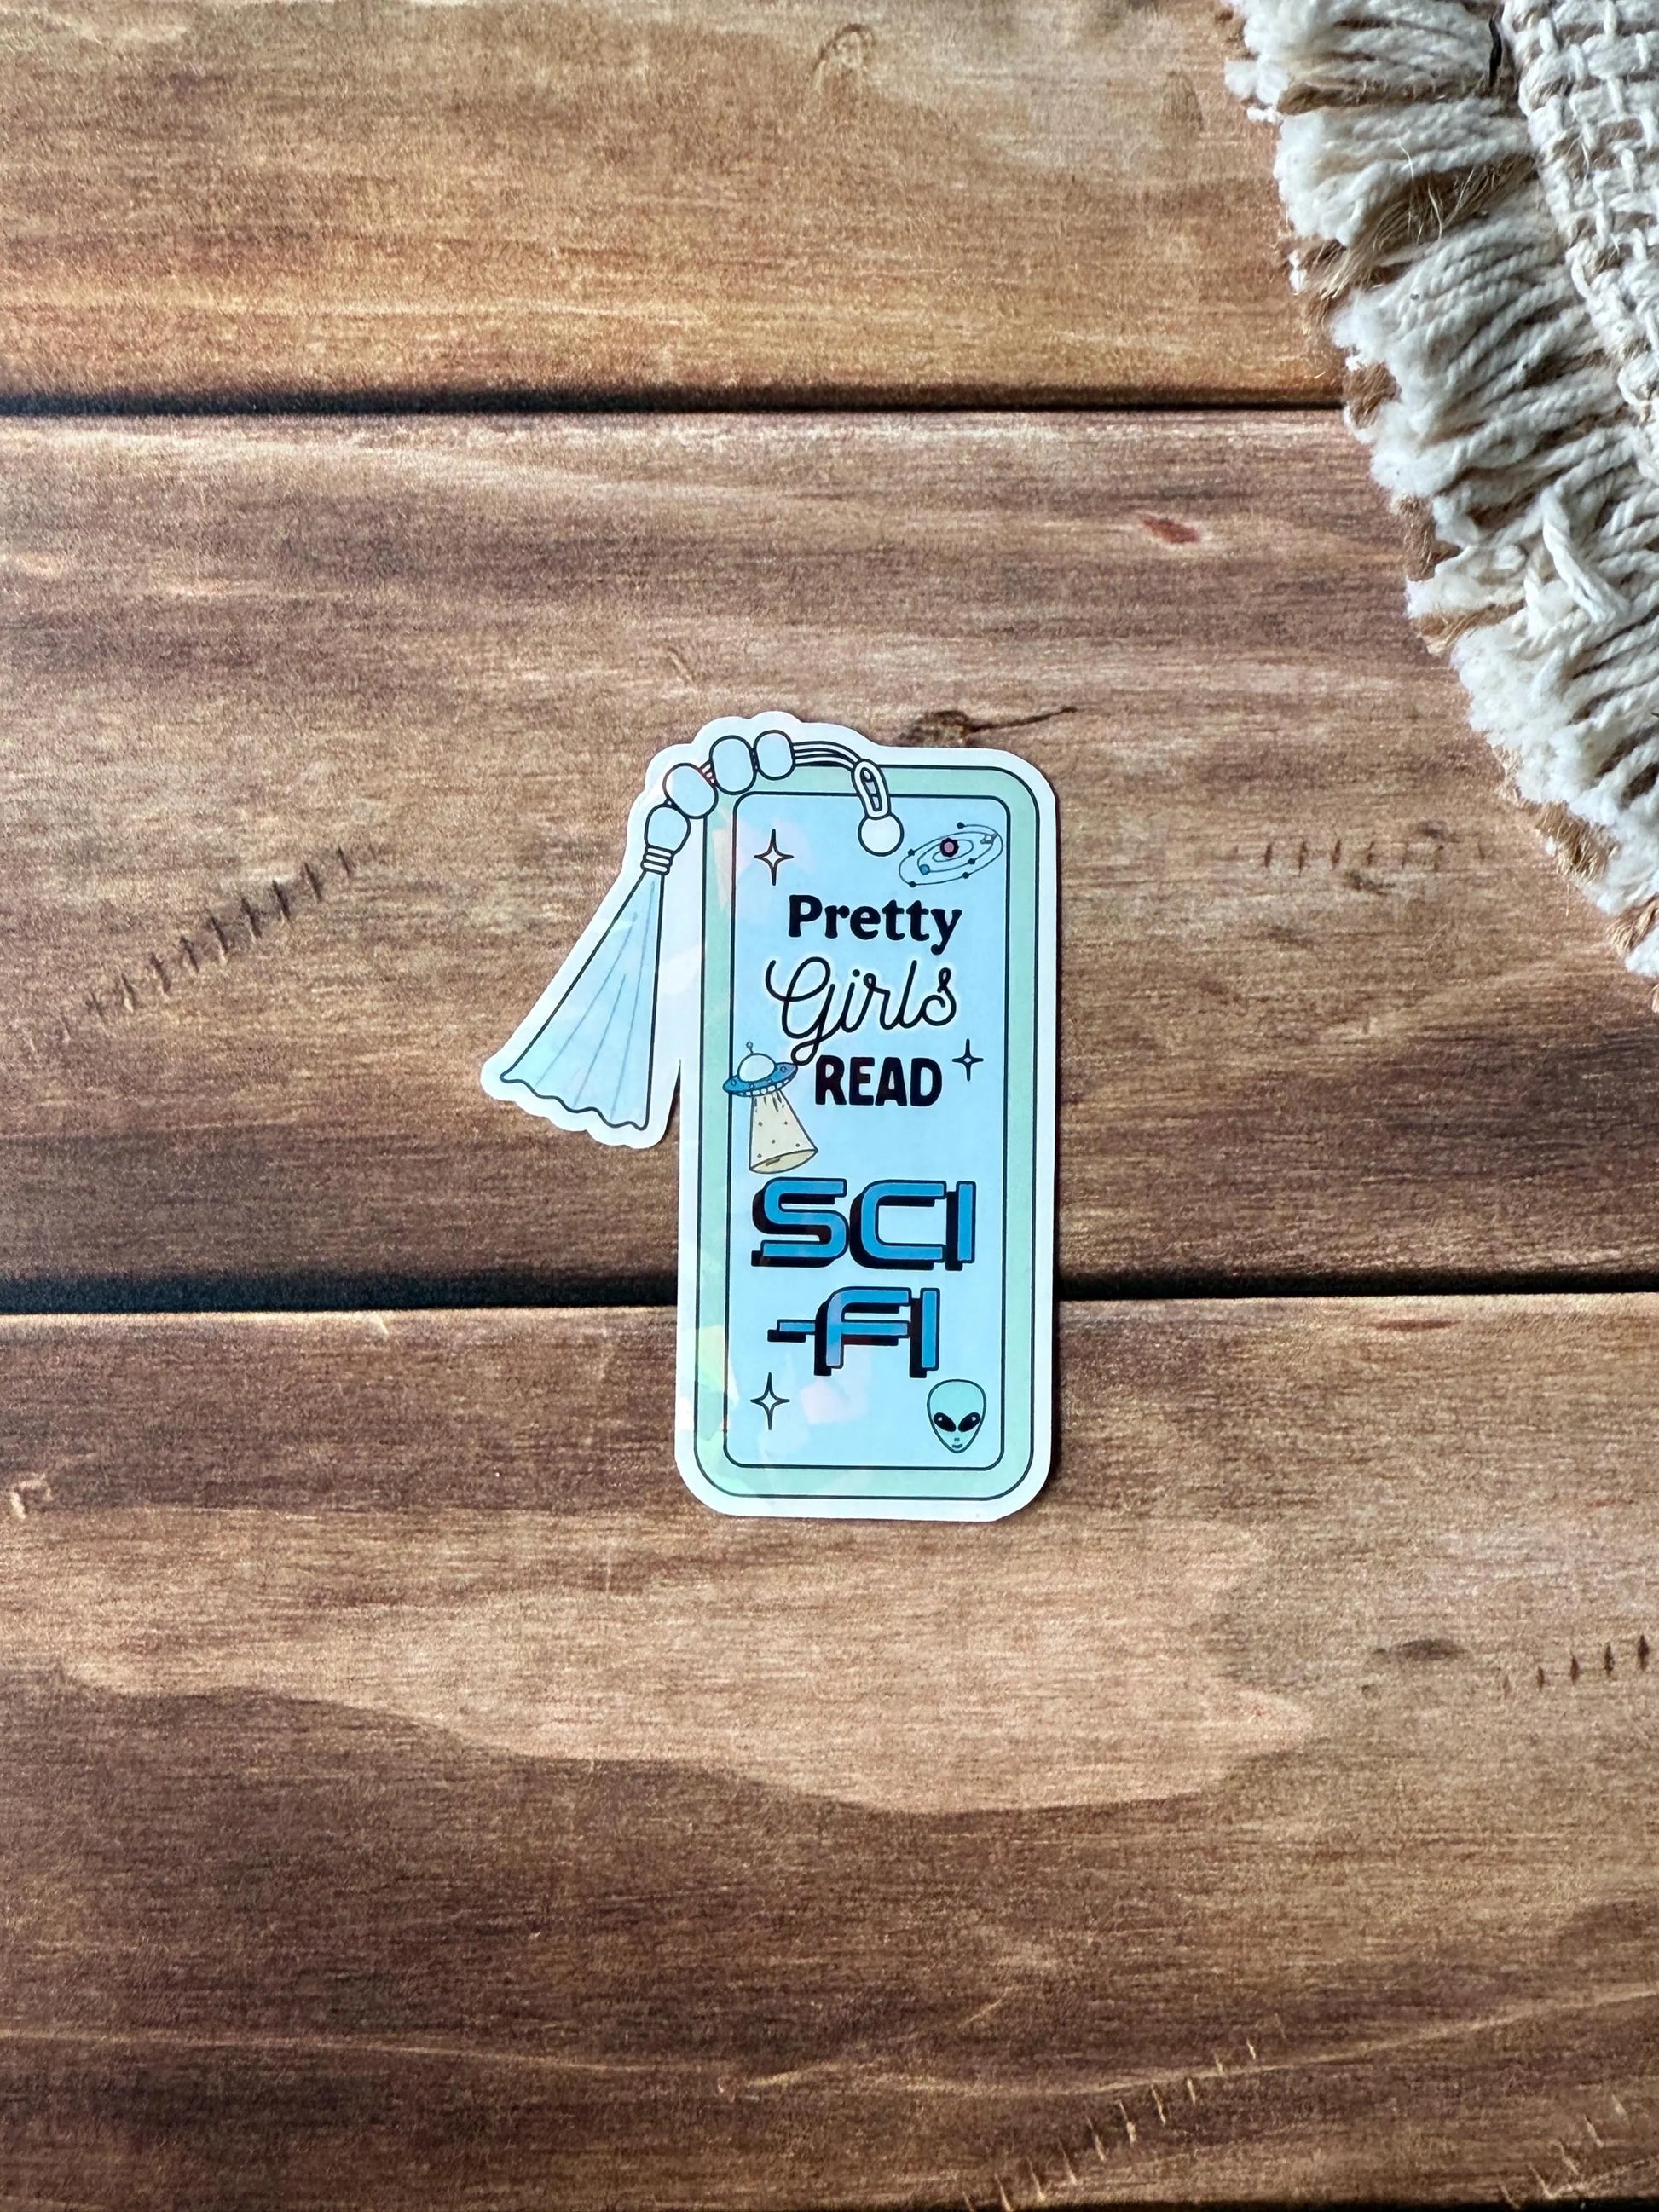 Pretty
Girls
READ
SCI
-FI